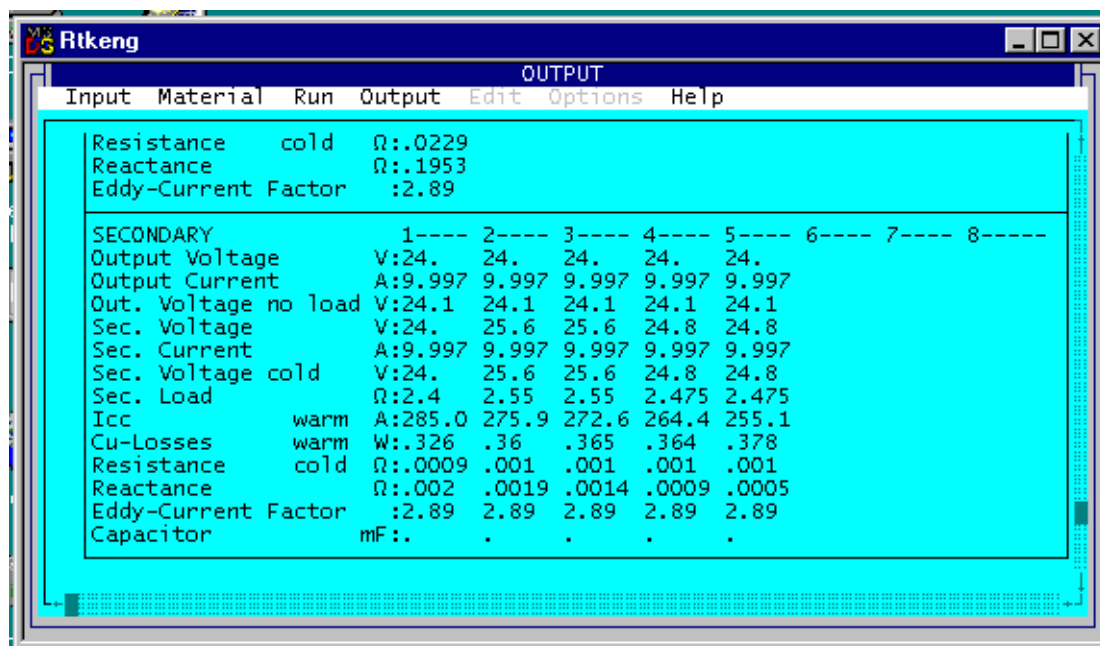 Rtkeng
OUTPUT
Input Material Run Output Edit Options Help
Resistance cold Ω:.0229
Reactance Ω:.1953
Eddy-Current Factor :2.89
SECONDARY 1---- 2---- 3---- 4---- 5---- 6---- 7---- 8-----
Output Voltage V:24. 24. 24. 24. 24.
Output Current A:9.997 9.997 9.997 9.997 9.997
Out. Voltage no load V:24.1 24.1 24.1 24.1 24.1
Sec. Voltage V:24. 25.6 25.6 24.8 24.8
Sec. Current A:9.997 9.997 9.997 9.997 9.997
Sec. Voltage cold V:24. 25.6 25.6 24.8 24.8
Sec. Load Ω:2.4 2.55 2.55 2.475 2.475
Icc warm A:285.0 275.9 272.6 264.4 255.1
Cu-Losses warm W:.326 .36 .365 .364 .378
Resistance cold Ω:.0009 .001 .001 .001 .001
Reactance Ω:.002 .0019 .0014 .0009 .0005
Eddy-Current Factor :2.89 2.89 2.89 2.89 2.89
Capacitor mF:. . . . .